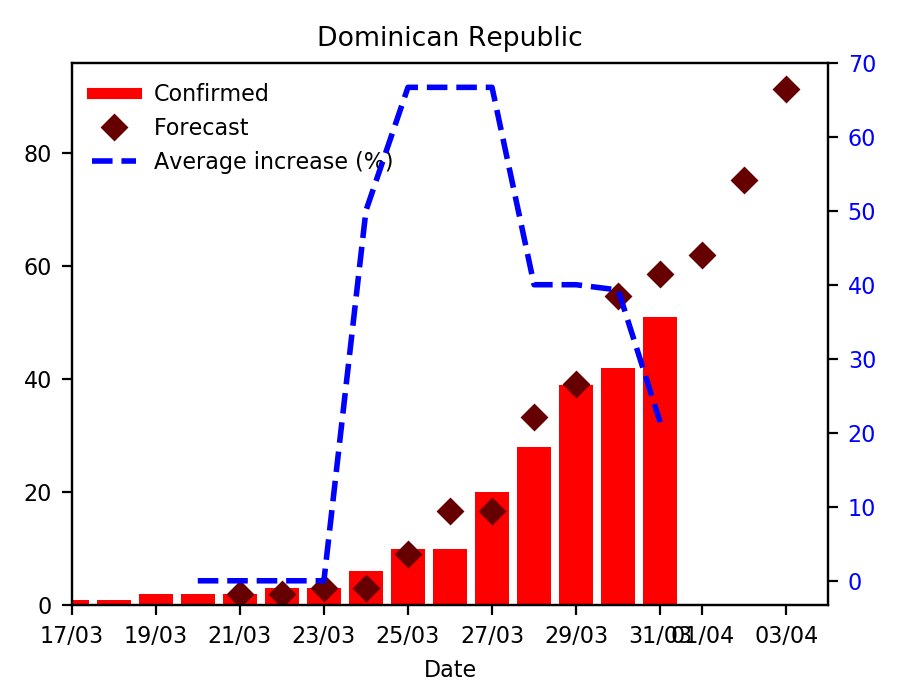 Dominican Republic
Confirmed
Forecast
Average increase (%)
80
60
40
20
0
70
60
50
40
30
20
10
0
17/03 19/03 21/03 23/03 25/03 27/03 29/03 31/03 01/04 03/04
Date